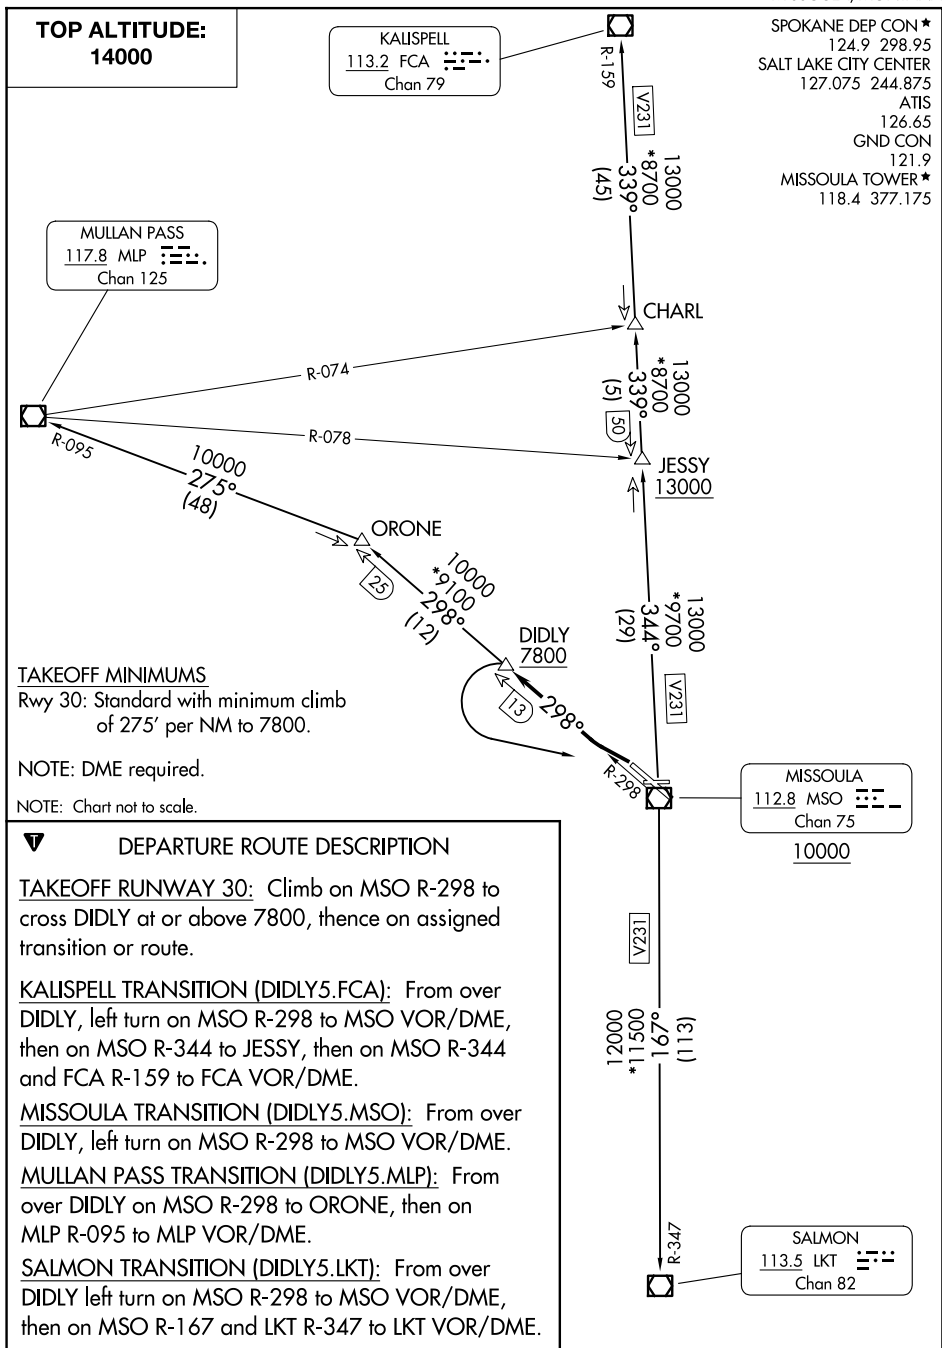 TOP ALTITUDE:
14000
KALISPELL
113.2 FCA
Chan 79
SPOKANE DEP CON★
124.9 298.95
SALT LAKE CITY CENTER
127.075 244.875
ATIS
126.65
GND CON
121.9
MISSOULA TOWER★
118.4 377.175
R-159
V231
13000
*8700
339°
(45)
MULLAN PASS
117.8 MLP
Chan 125
CHARL
R-074
13000
*8700
339°
(5)
50
R-095
R-078
JESSY
13000
10000
275°
(48)
ORONE
25
10000
*9100
298°
(12)
DIDLY
7800
13
298°
13000
*9700
344°
(29)
V231
R-298
TAKEOFF MINIMUMS
Rwy 30: Standard with minimum climb
of 275' per NM to 7800.
NOTE: DME required.
NOTE: Chart not to scale.
MISSOULA
112.8 MSO
Chan 75
10000
V231
12000
*11500
167°
(113)
R-347
SALMON
113.5 LKT
Chan 82
T
DEPARTURE ROUTE DESCRIPTION
TAKEOFF RUNWAY 30: Climb on MSO R-298 to
cross DIDLY at or above 7800, thence on assigned
transition or route.
KALISPELL TRANSITION (DIDLY5.FCA): From over
DIDLY, left turn on MSO R-298 to MSO VOR/DME,
then on MSO R-344 to JESSY, then on MSO R-344
and FCA R-159 to FCA VOR/DME.
MISSOULA TRANSITION (DIDLY5.MSO): From over
DIDLY, left turn on MSO R-298 to MSO VOR/DME.
MULLAN PASS TRANSITION (DIDLY5.MLP): From
over DIDLY on MSO R-298 to ORONE, then on
MLP R-095 to MLP VOR/DME.
SALMON TRANSITION (DIDLY5.LKT): From over
DIDLY left turn on MSO R-298 to MSO VOR/DME,
then on MSO R-167 and LKT R-347 to LKT VOR/DME.